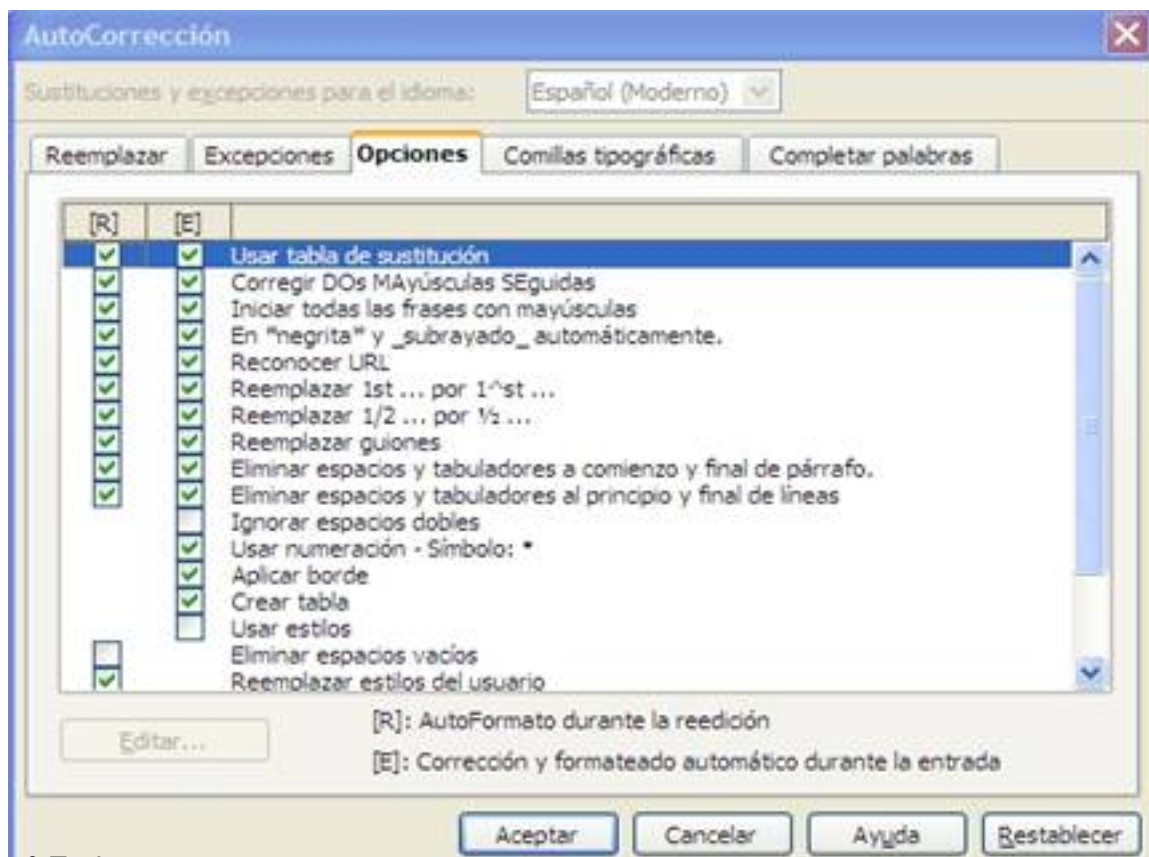 AutoCorrección
Sustituciones y excepciones para el idioma: Español (Moderno)
Reemplazar Excepciones Opciones Comillas tipográficas Completar palabras
[R] [E]
Usar tabla de sustitución
Corregir DOs MAyúsculas SEguidas
Iniciar todas las frases con mayúsculas
En *negrita* y _subrayado_ automáticamente.
Reconocer URL
Reemplazar 1st ... por 1^st ...
Reemplazar 1/2 ... por ½ ...
Reemplazar guiones
Eliminar espacios y tabuladores a comienzo y final de párrafo.
Eliminar espacios y tabuladores al principio y final de líneas
Ignorar espacios dobles
Usar numeración - Símbolo: •
Aplicar borde
Crear tabla
Usar estilos
Eliminar espacios vacíos
Reemplazar estilos del usuario
[R]: AutoFormato durante la reedición
Editar...
[E]: Corrección y formateado automático durante la entrada
Aceptar Cancelar Ayuda Restablecer